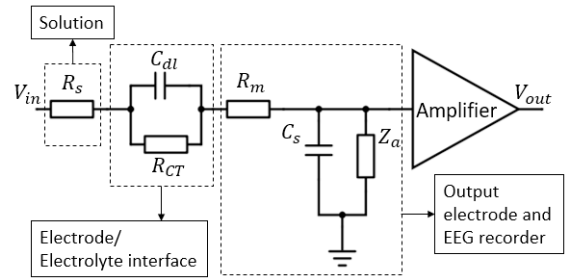 Solution
V_in
R_s
C_dl
R_CT
R_m
C_s
Z_a
Amplifier
V_out
Electrode/
Electrolyte interface
Output
electrode and
EEG recorder